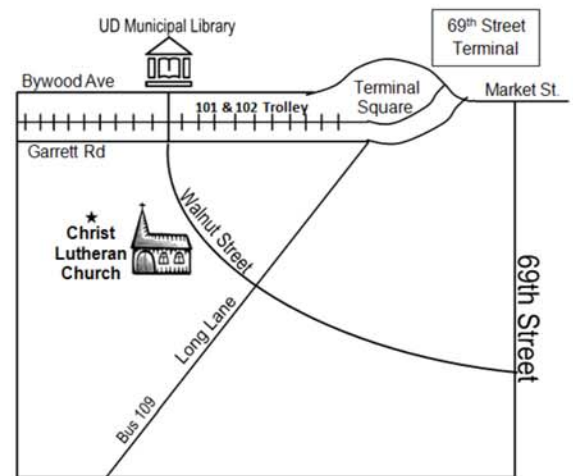 UD Municipal Library
69th Street
Terminal
Bywood Ave
Terminal
Square
Market St.
101 & 102 Trolley
Garrett Rd
Christ
Lutheran
Church
Walnut Street
69th Street
Long Lane
Bus 109